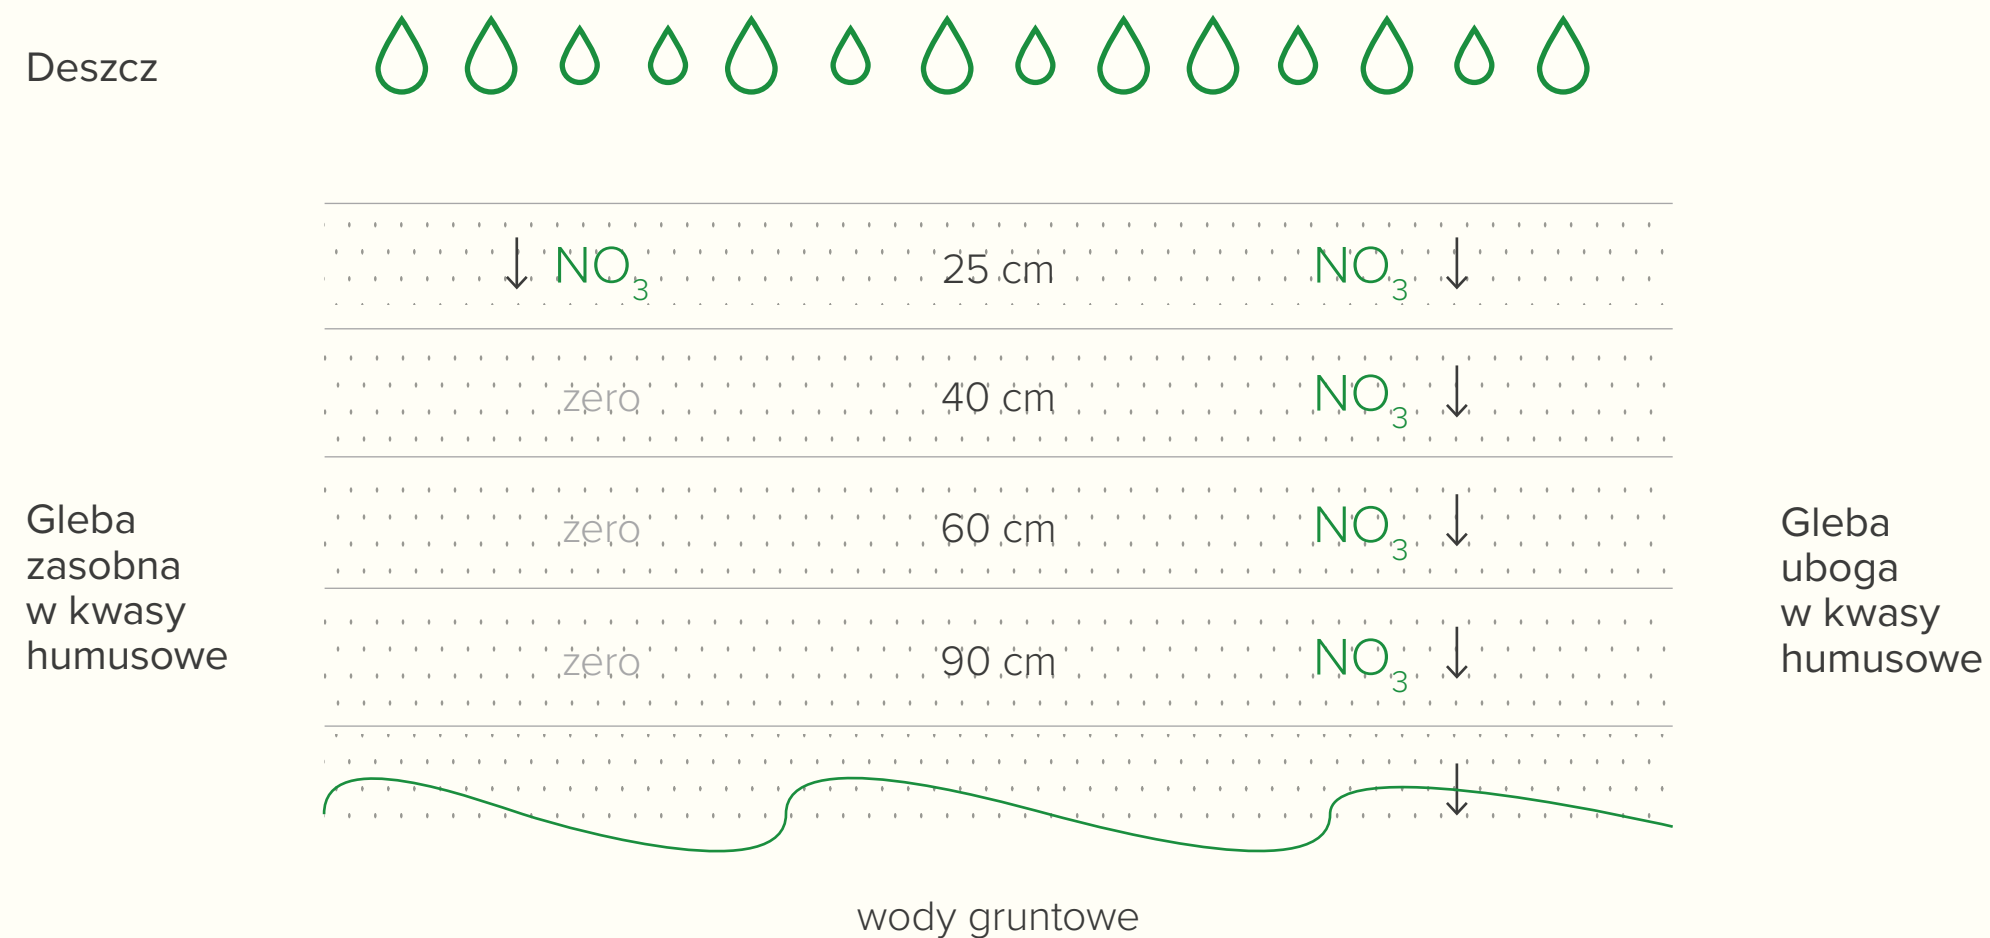 Deszcz
NO3 25 cm NO3
zero 40 cm NO3
zero 60 cm NO3
zero 90 cm NO3
Gleba
zasobna
w kwasy
humusowe
Gleba
uboga
w kwasy
humusowe
wody gruntowe